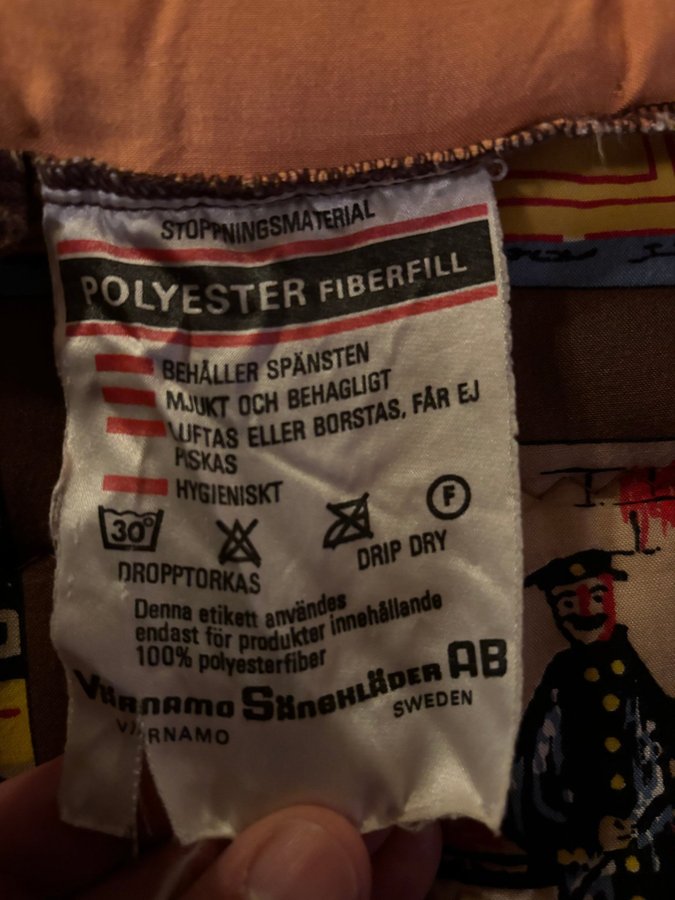 STOPPNINGSMATERIAL
POLYESTER FIBERFILL
BEHÅLLER SPÄNSTEN
MJUKT OCH BEHAGLIGT
LUFTAS ELLER BORSTAS, FÅR EJ
PISKAS
HYGIENISKT
30°
F
DROPPTORKAS
DRIP DRY
Denna etikett användes
endast för produkter innehållande
100% polyesterfiber
VÄRNAMO SÄNGKLÄDER AB
VÄRNAMO
SWEDEN